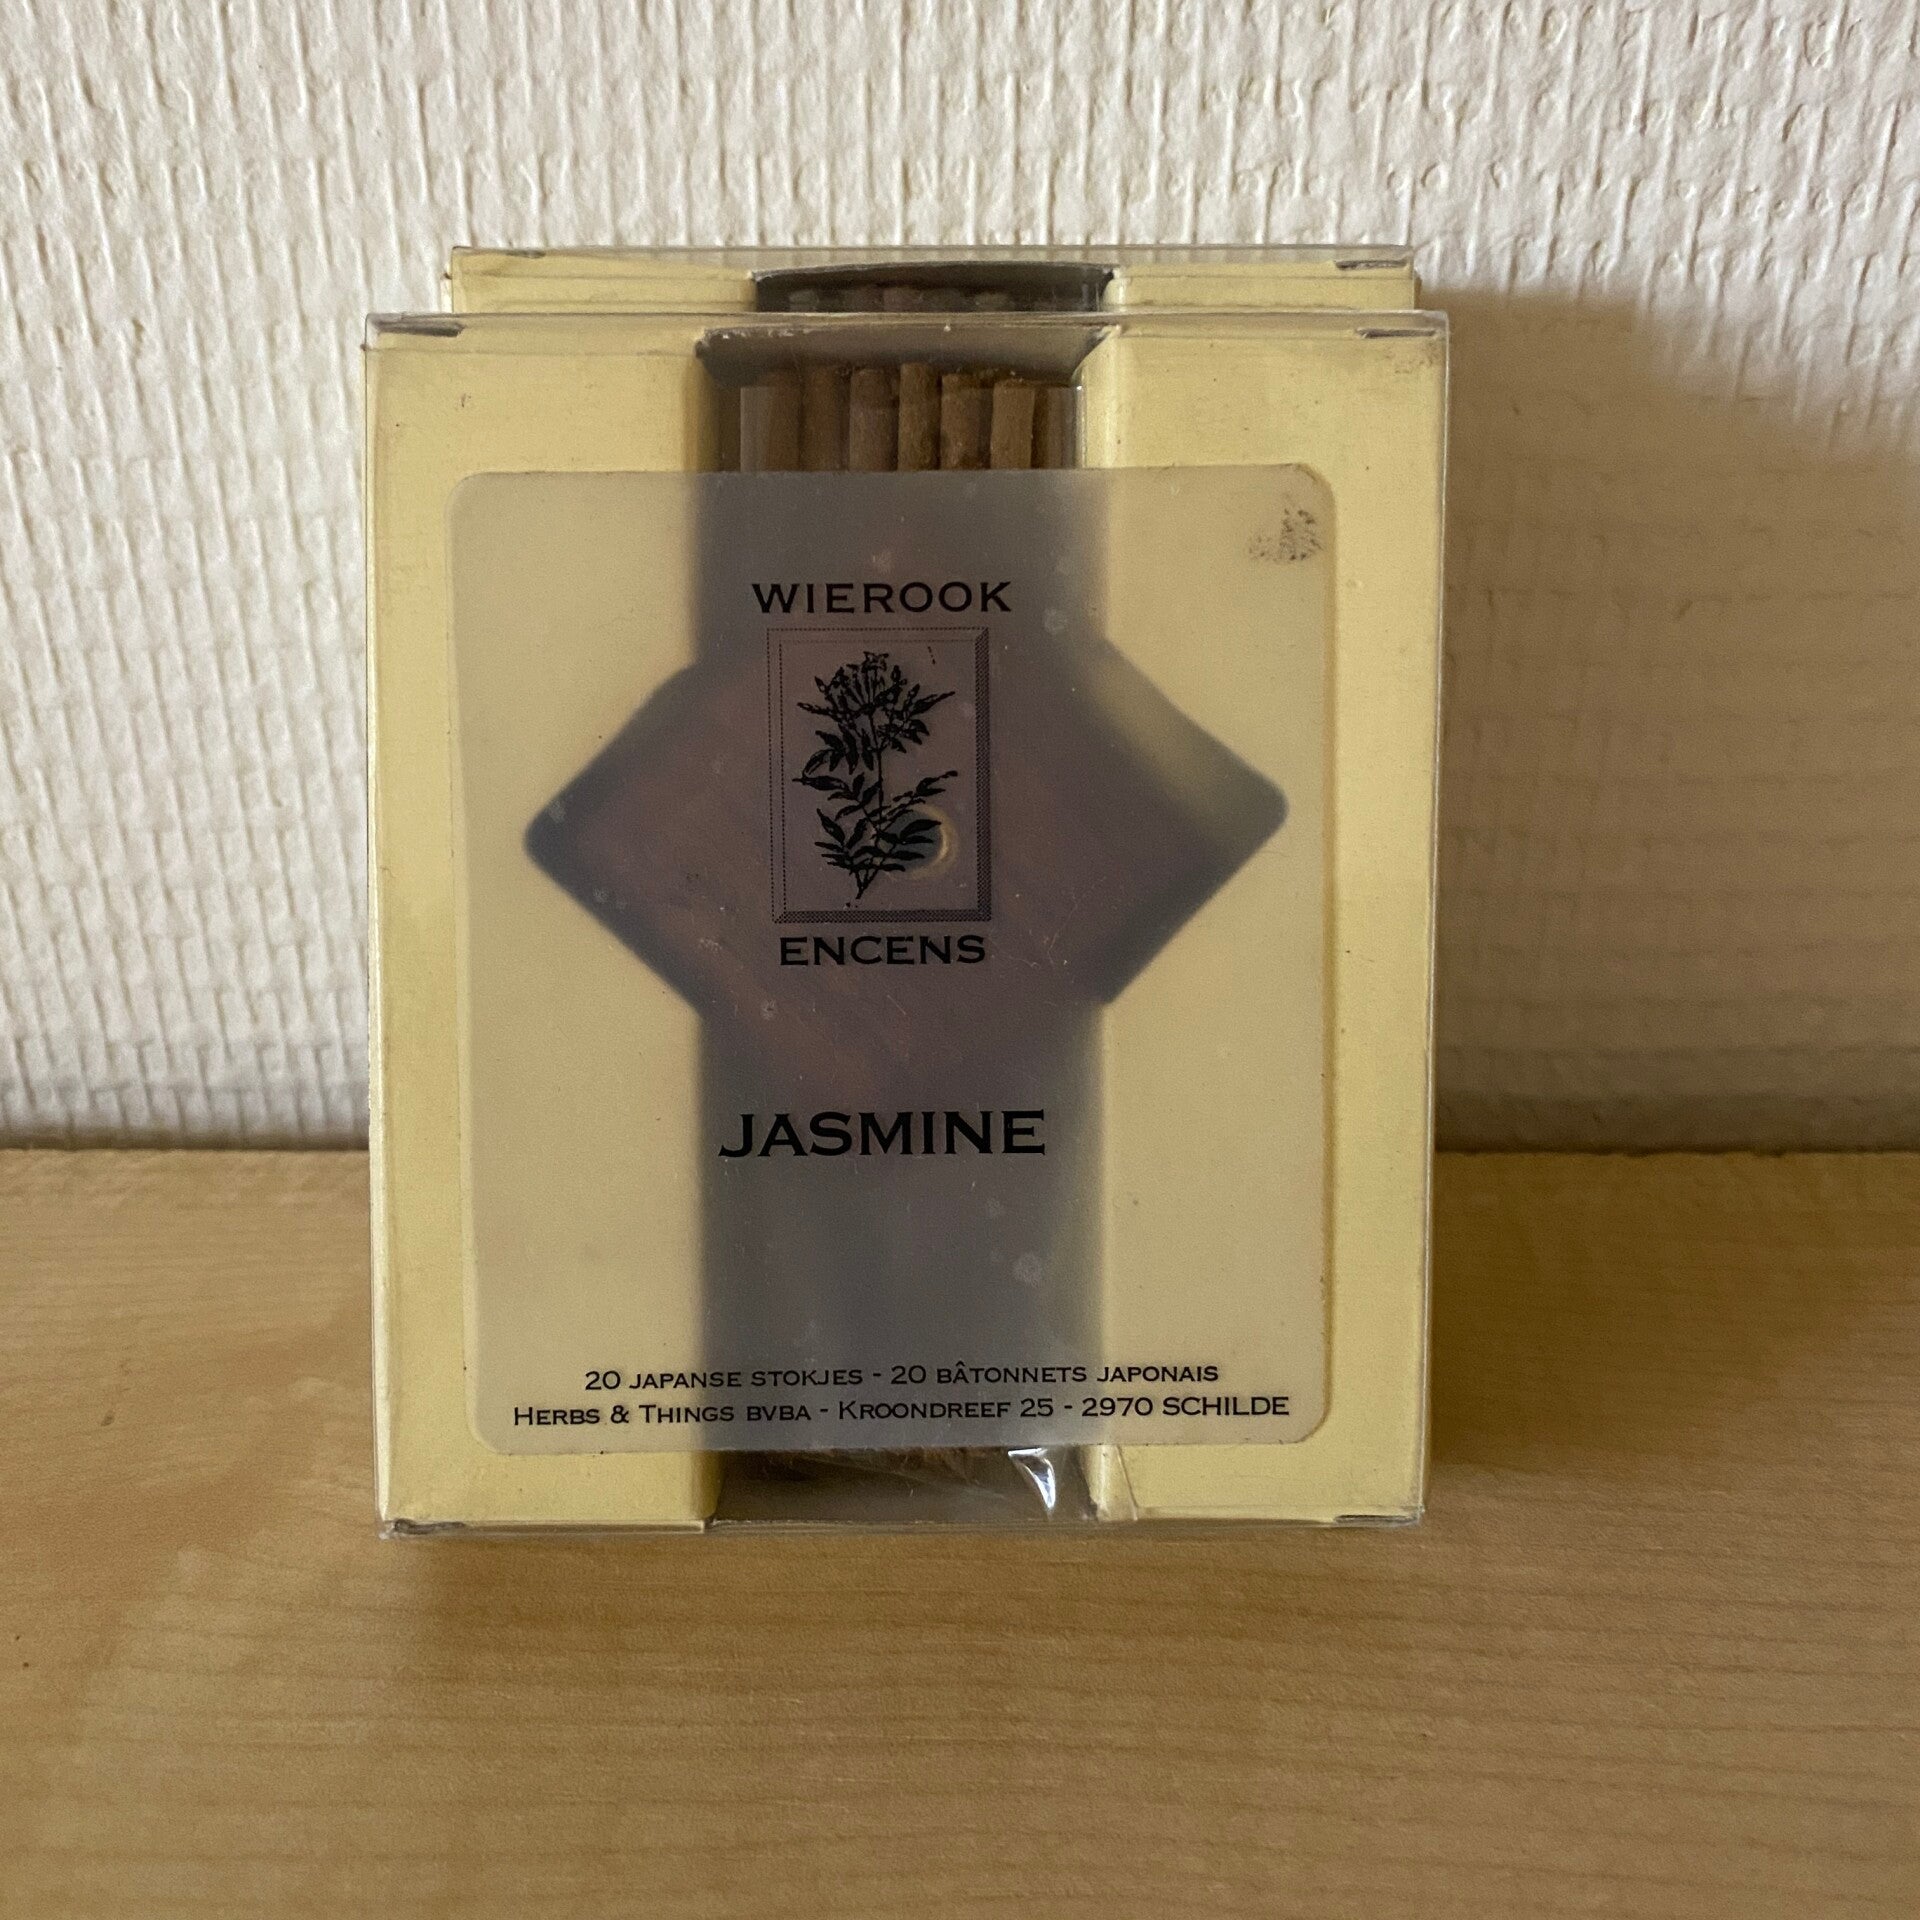 WIEROOK
ENCENS
JASMINE
20 JAPANSE STOKJES - 20 BÂTONNETS JAPONAIS
HERBS & THINGS BVBA - KROONDREEF 25 - 2970 SCHILDE